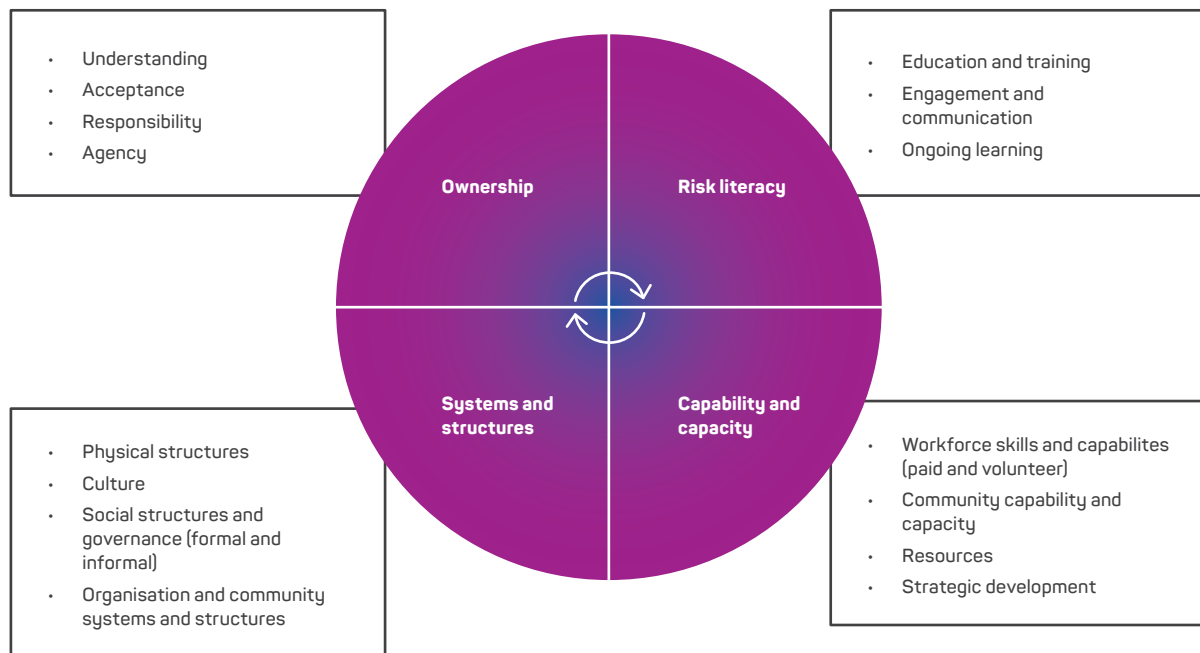 • Understanding
• Acceptance
• Responsibility
• Agency
Ownership
Risk literacy
• Education and training
• Engagement and
communication
• Ongoing learning
• Physical structures
• Culture
• Social structures and
governance (formal and
informal)
• Organisation and community
systems and structures
Systems and
structures
Capability and
capacity
• Workforce skills and capabilites
(paid and volunteer)
• Community capability and
capacity
• Resources
• Strategic development